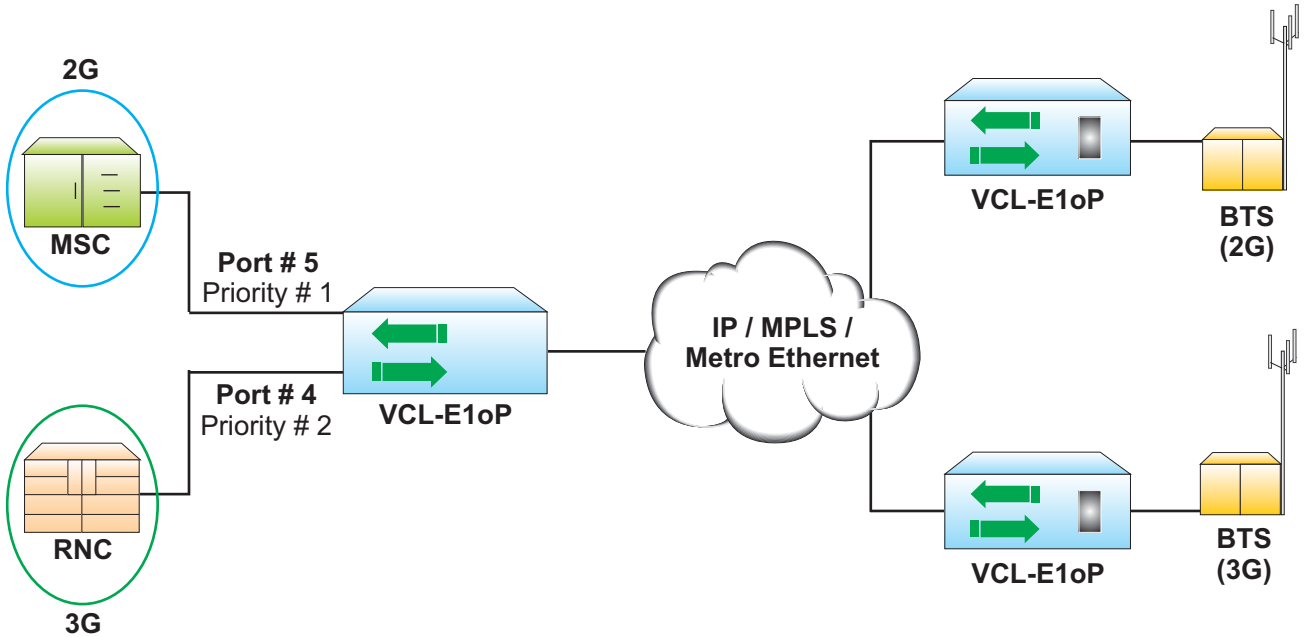 2G
MSC
Port # 5
Priority # 1
Port # 4
Priority # 2
RNC
3G
VCL-E1oP
IP / MPLS /
Metro Ethernet
VCL-E1oP
BTS
(2G)
VCL-E1oP
BTS
(3G)